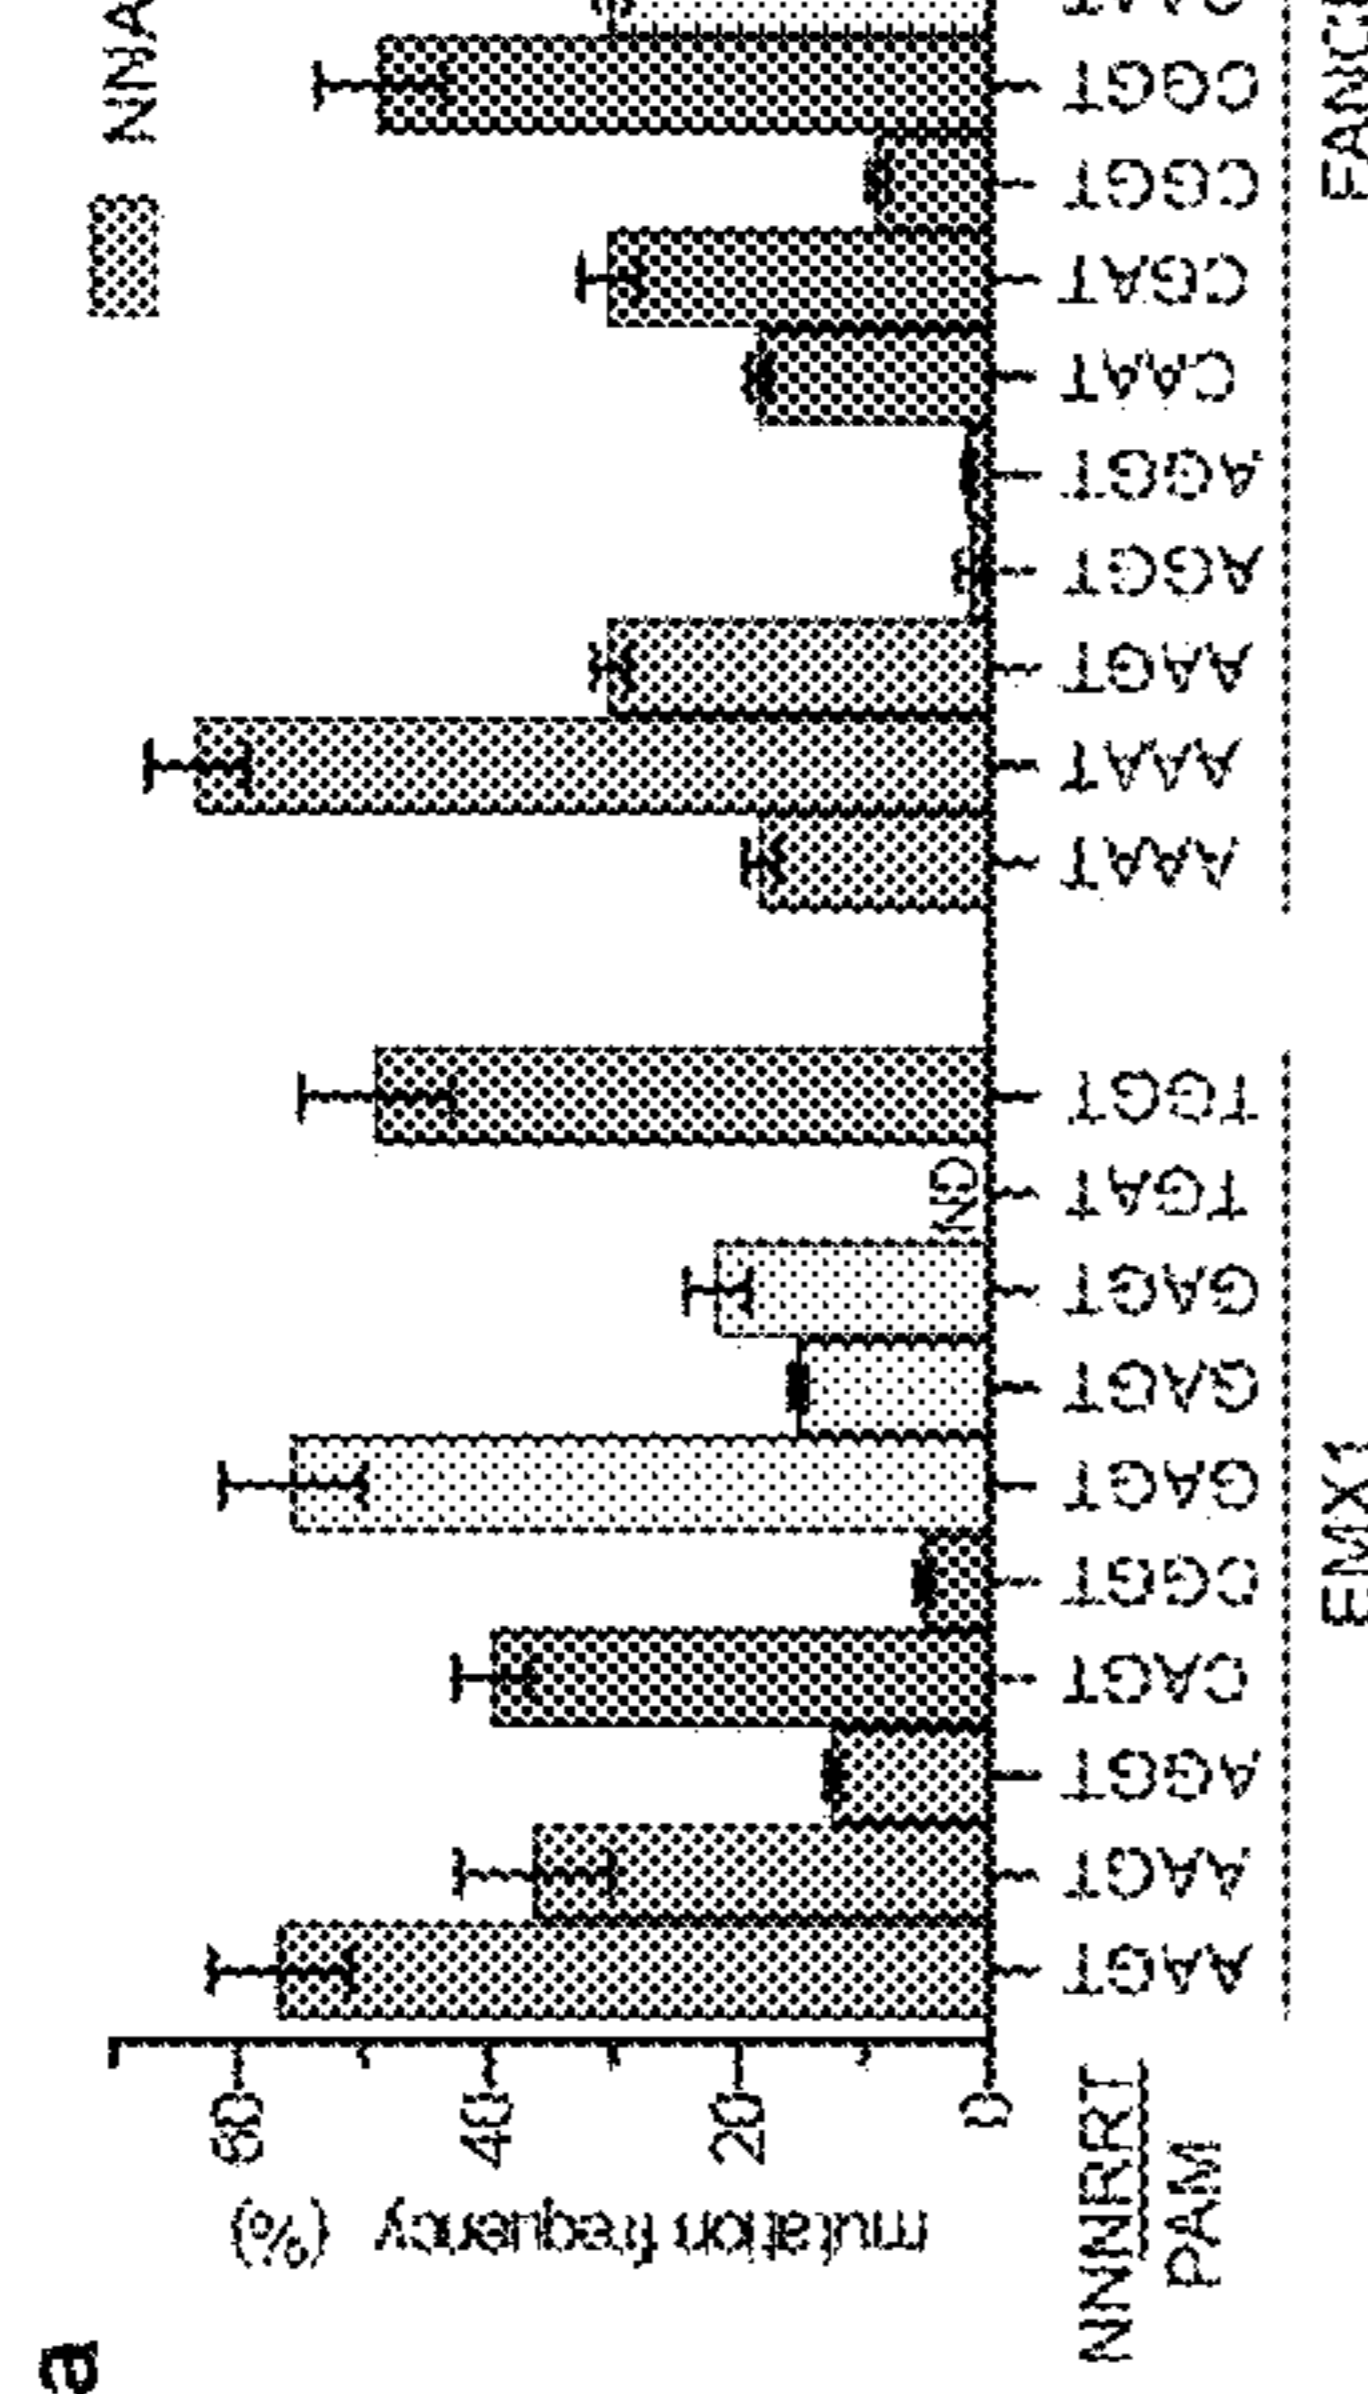 a
NNA
mutation frequency (%)
60
40
20
0
NNNRRT AAGT AAGT AGGT CAGT CGGT GAGT GAGT GAGT TGAT TGGT AAAT AAAT AAGT AGGT AGGT CAAT CGAT CGGT CGGT
PAM
EMX1 FANC